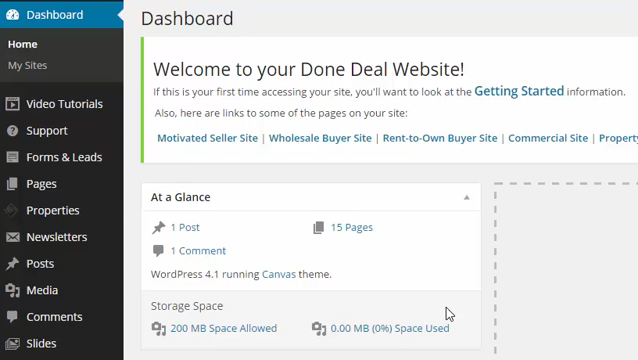 Dashboard
Home
My Sites
Video Tutorials
Support
Forms & Leads
Pages
Properties
Newsletters
Posts
Media
Comments
Slides
Dashboard
Welcome to your Done Deal Website!
If this is your first time accessing your site, you'll want to look at the Getting Started information.
Also, here are links to some of the pages on your site:
Motivated Seller Site | Wholesale Buyer Site | Rent-to-Own Buyer Site | Commercial Site | Property
At a Glance
1 Post
15 Pages
1 Comment
WordPress 4.1 running Canvas theme.
Storage Space
200 MB Space Allowed
0.00 MB (0%) Space Used